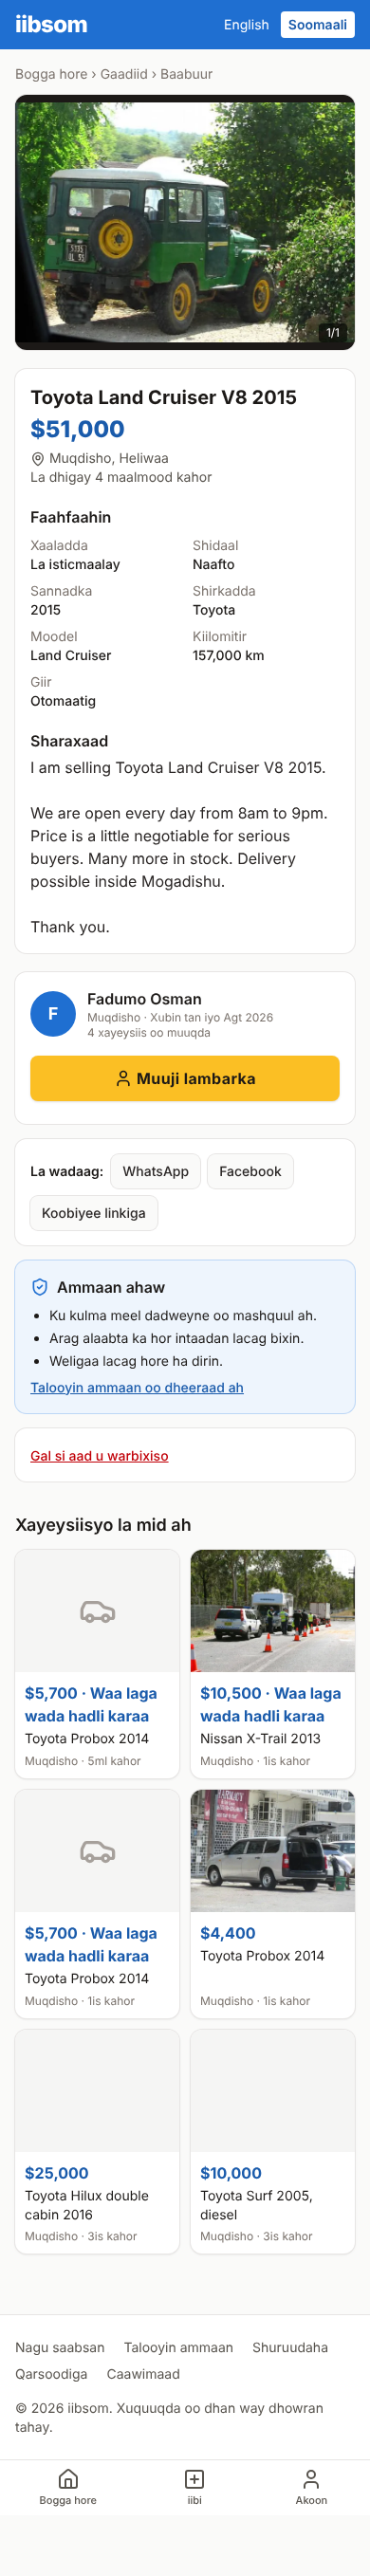 iibsom
English
Soomaali
Bogga hore › Gaadiid › Baabuur
1/1
Toyota Land Cruiser V8 2015
$51,000
Muqdisho, Heliwaa
La dhigay 4 maalmood kahor
Faahfaahin
Xaaladda
La isticmaalay
Shidaal
Naafto
Sannadka
2015
Shirkadda
Toyota
Moodel
Land Cruiser
Kiilomitir
157,000 km
Giir
Otomaatig
Sharaxaad
I am selling Toyota Land Cruiser V8 2015.
We are open every day from 8am to 9pm.
Price is a little negotiable for serious
buyers. Many more in stock. Delivery
possible inside Mogadishu.
Thank you.
F
Fadumo Osman
Muqdisho · Xubin tan iyo Agt 2026
4 xayeysiis oo muuqda
Muuji lambarka
La wadaag:
WhatsApp
Facebook
Koobiyee linkiga
Ammaan ahaw
• Ku kulma meel dadweyne oo mashquul ah.
• Arag alaabta ka hor intaadan lacag bixin.
• Weligaa lacag hore ha dirin.
Talooyin ammaan oo dheeraad ah
Gal si aad u warbixiso
Xayeysiisyo la mid ah
$5,700 · Waa laga
wada hadli karaa
Toyota Probox 2014
Muqdisho · 5ml kahor
$10,500 · Waa laga
wada hadli karaa
Nissan X-Trail 2013
Muqdisho · 1is kahor
$5,700 · Waa laga
wada hadli karaa
Toyota Probox 2014
Muqdisho · 1is kahor
$4,400
Toyota Probox 2014
Muqdisho · 1is kahor
$25,000
Toyota Hilux double
cabin 2016
Muqdisho · 3is kahor
$10,000
Toyota Surf 2005,
diesel
Muqdisho · 3is kahor
Nagu saabsan
Talooyin ammaan
Shuruudaha
Qarsoodiga
Caawimaad
© 2026 iibsom. Xuquuqda oo dhan way dhowran
tahay.
Bogga hore
iibi
Akoon